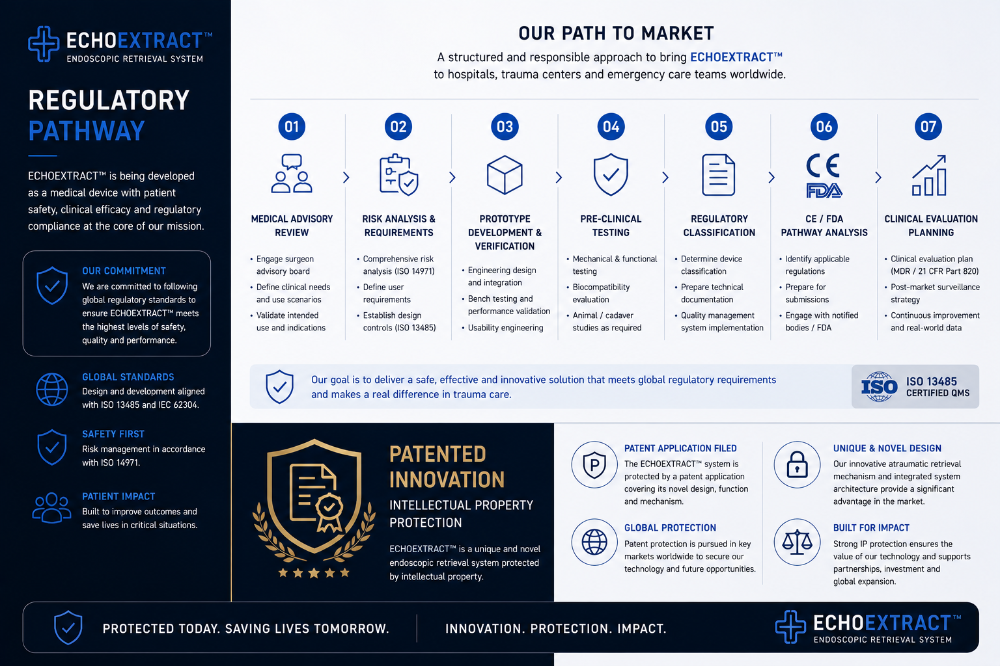 ECHOEXTRACT™
ENDOSCOPIC RETRIEVAL SYSTEM
REGULATORY
PATHWAY
ECHOEXTRACT™ is being developed
as a medical device with patient
safety, clinical efficacy and regulatory
compliance at the core of our mission.
OUR COMMITMENT
We are committed to following
global regulatory standards to
ensure ECHOEXTRACT™ meets
the highest levels of safety,
quality and performance.
GLOBAL STANDARDS
Design and development aligned
with ISO 13485 and IEC 62304.
SAFETY FIRST
Risk management in accordance
with ISO 14971.
PATIENT IMPACT
Built to improve outcomes and
save lives in critical situations.
OUR PATH TO MARKET
A structured and responsible approach to bring ECHOEXTRACT™
to hospitals, trauma centers and emergency care teams worldwide.
01
MEDICAL ADVISORY
REVIEW
• Engage surgeon
advisory board
• Define clinical needs
and use scenarios
• Validate intended
use and indications
02
RISK ANALYSIS &
REQUIREMENTS
• Comprehensive risk
analysis (ISO 14971)
• Define user
requirements
• Establish design
controls (ISO 13485)
03
PROTOTYPE
DEVELOPMENT &
VERIFICATION
• Engineering design
and integration
• Bench testing and
performance validation
• Usability engineering
04
PRE-CLINICAL
TESTING
• Mechanical & functional
testing
• Biocompatibility
evaluation
• Animal / cadaver
studies as required
05
REGULATORY
CLASSIFICATION
• Determine device
classification
• Prepare technical
documentation
• Quality management
system implementation
06
CE
FDA
CE / FDA
PATHWAY ANALYSIS
• Identify applicable
regulations
• Prepare for
submissions
• Engage with notified
bodies / FDA
07
CLINICAL EVALUATION
PLANNING
• Clinical evaluation plan
(MDR / 21 CFR Part 820)
• Post-market surveillance
strategy
• Continuous improvement
and real-world data
Our goal is to deliver a safe, effective and innovative solution that meets global regulatory requirements
and makes a real difference in trauma care.
ISO
ISO 13485
CERTIFIED QMS
PATENTED
INNOVATION
INTELLECTUAL PROPERTY
PROTECTION
ECHOEXTRACT™ is a unique and novel
endoscopic retrieval system protected
by intellectual property.
P
PATENT APPLICATION FILED
The ECHOEXTRACT™ system is
protected by a patent application
covering its novel design, function
and mechanism.
UNIQUE & NOVEL DESIGN
Our innovative atraumatic retrieval
mechanism and integrated system
architecture provide a significant
advantage in the market.
GLOBAL PROTECTION
Patent protection is pursued in key
markets worldwide to secure our
technology and future opportunities.
BUILT FOR IMPACT
Strong IP protection ensures the
value of our technology and supports
partnerships, investment and
global expansion.
PROTECTED TODAY. SAVING LIVES TOMORROW.
INNOVATION. PROTECTION. IMPACT.
ECHOEXTRACT™
ENDOSCOPIC RETRIEVAL SYSTEM